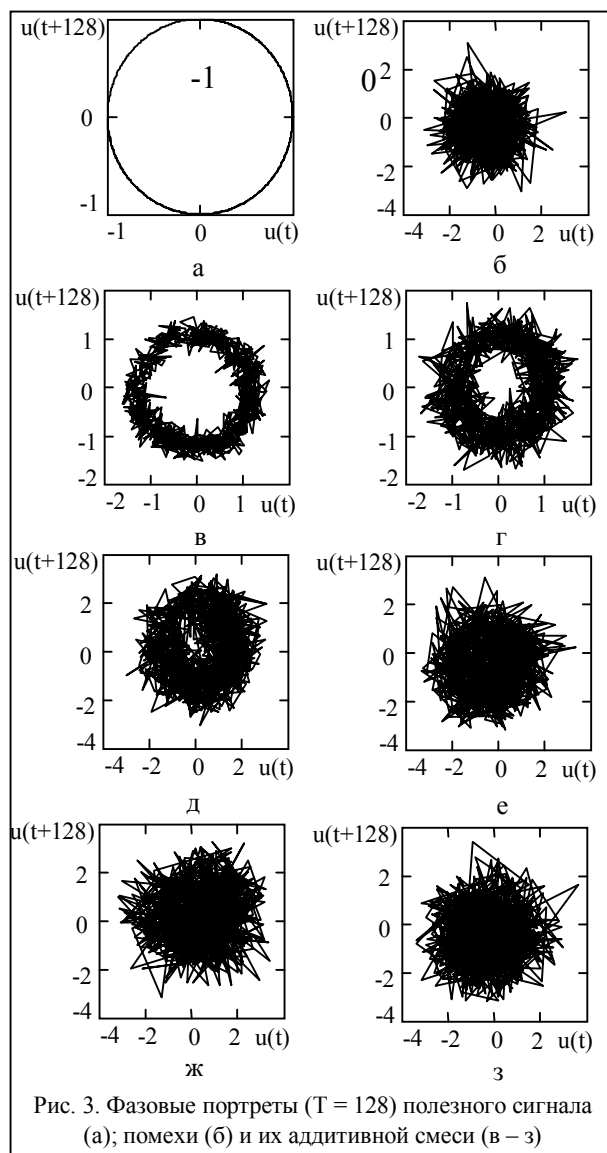 u(t+128)
-1
0
-1
-1 0 u(t)
а
u(t+128)
0
2
0
-2
-4
-4 -2 0 2 u(t)
б
u(t+128)
1
0
-1
-2
-2 -1 0 1 u(t)
в
u(t+128)
1
0
-1
-2
-2 -1 0 1 u(t)
г
u(t+128)
2
0
-2
-4
-4 -2 0 2 u(t)
д
u(t+128)
2
0
-2
-4
-4 -2 0 2 u(t)
е
u(t+128)
2
0
-2
-4
-4 -2 0 2 u(t)
ж
u(t+128)
2
0
-2
-4
-4 -2 0 2 u(t)
з
Рис. 3. Фазовые портреты (T = 128) полезного сигнала
(а); помехи (б) и их аддитивной смеси (в – з)